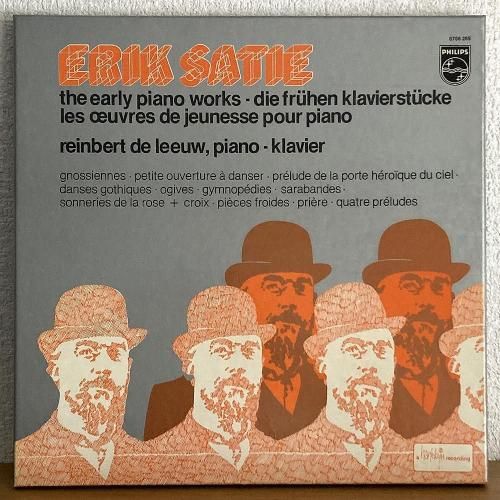 ERIK SATIE
PHILIPS
the early piano works · die frühen klavierstücke
les œuvres de jeunesse pour piano
reinbert de leeuw, piano · klavier
gnossiennes · petite ouverture à danser · prélude de la porte héroïque du ciel ·
danses gothiques · ogives · gymnopédies · sarabandes ·
sonneries de la rose + croix · pièces froides · prière · quatre préludes
a harlekijn recording